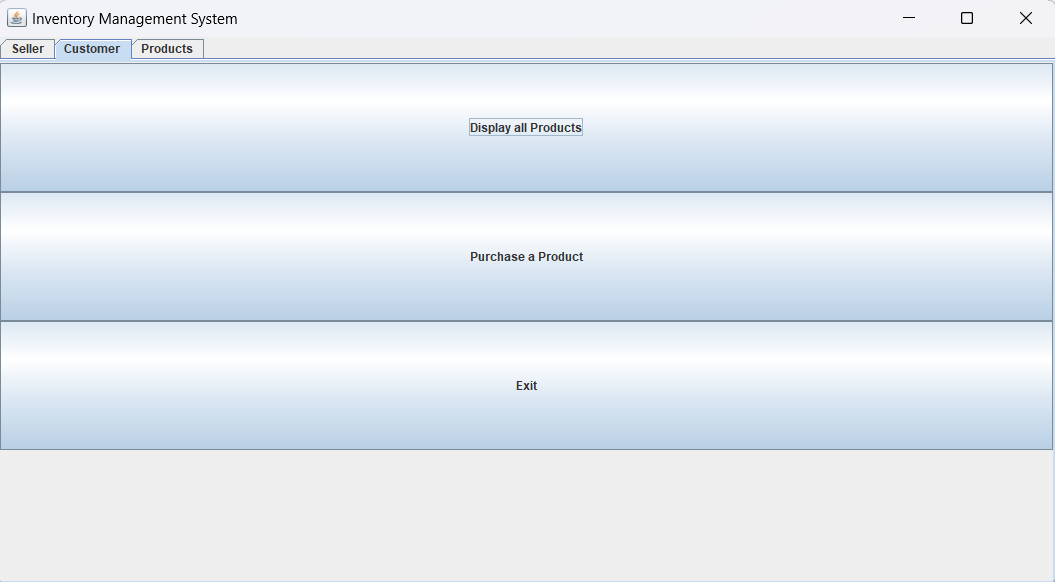 Inventory Management System
Seller Customer Products
Display all Products
Purchase a Product
Exit